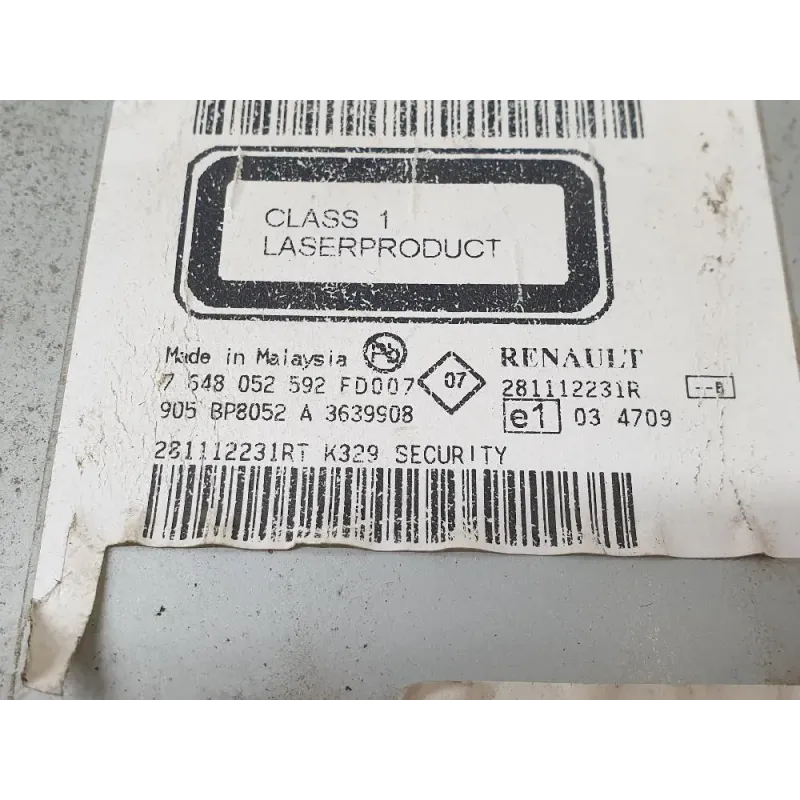 CLASS 1
LASERPRODUCT
Made in Malaysia Pb RENAULT
7 648 052 592 FD007 07 281112231R --B
905 BP8052 A 3639908 e1 03 4709
281112231RT K329 SECURITY